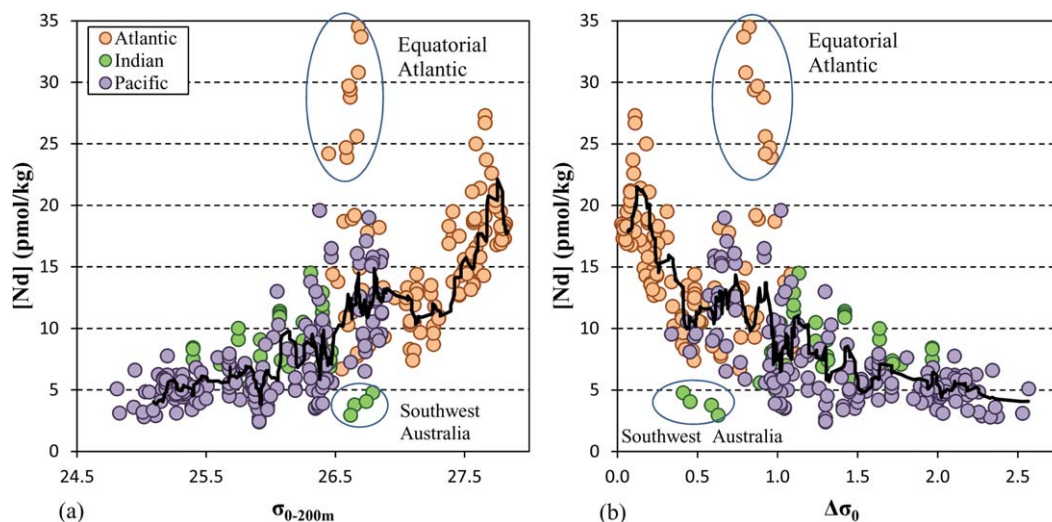 35
30
25
20
15
10
5
0
[Nd] (pmol/kg)
Atlantic
Indian
Pacific
Equatorial
Atlantic
Southwest
Australia
24.5 25.5 26.5 27.5
(a) σ0-200m
35
30
25
20
15
10
5
0
[Nd] (pmol/kg)
Equatorial
Atlantic
Southwest Australia
0.0 0.5 1.0 1.5 2.0 2.5
(b) Δσ0